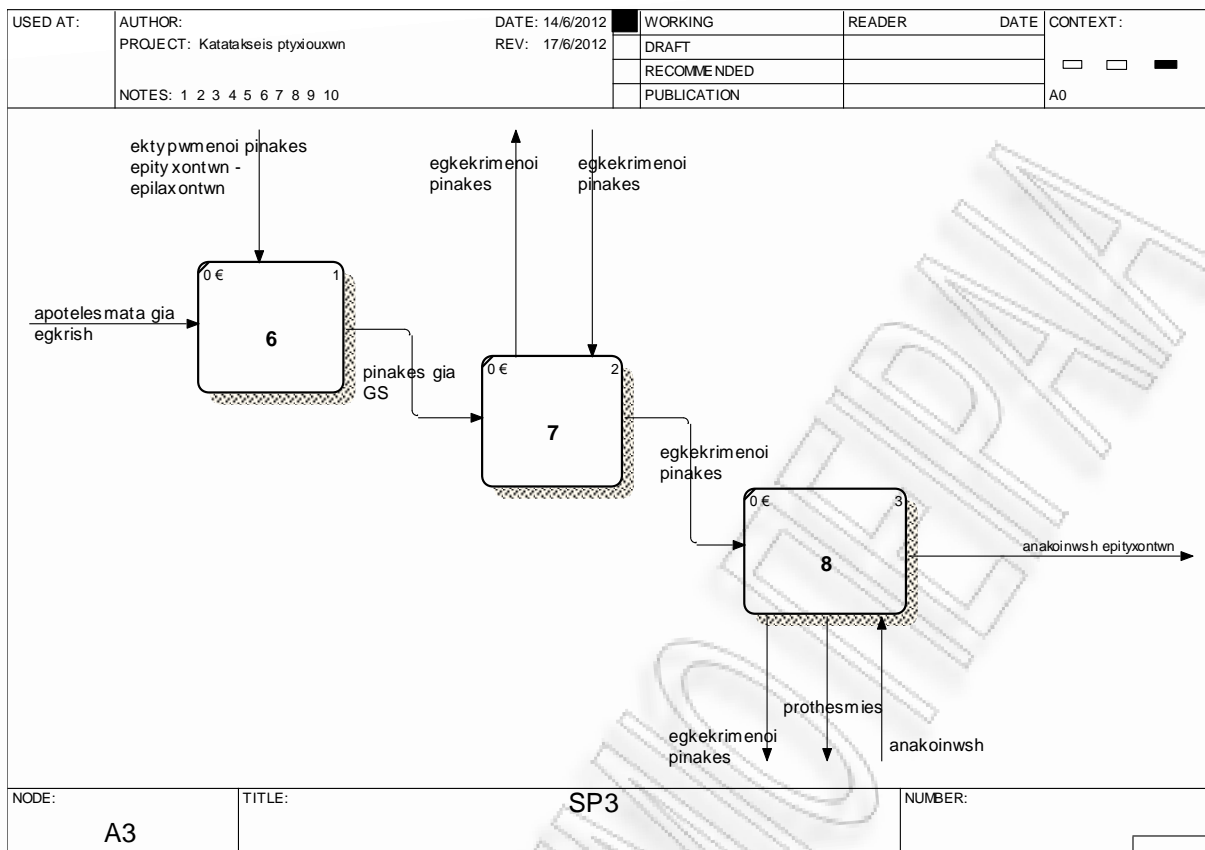 USED AT:
AUTHOR:
DATE: 14/6/2012
PROJECT: Katatakseis ptyxiouxwn
REV: 17/6/2012
NOTES: 1 2 3 4 5 6 7 8 9 10
WORKING
DRAFT
RECOMMENDED
PUBLICATION
READER
DATE
CONTEXT:
A0
ektypwmenoi pinakes
epityxontwn -
epilaxontwn
egkekrimenoi
pinakes
egkekrimenoi
pinakes
0 €
1
6
apotelesmata gia
egkrish
pinakes gia
GS
0 €
2
7
egkekrimenoi
pinakes
0 €
3
8
anakoinwsh epityxontwn
prothesmies
egkekrimenoi
pinakes
anakoinwsh
NODE:
A3
TITLE:
SP3
NUMBER: